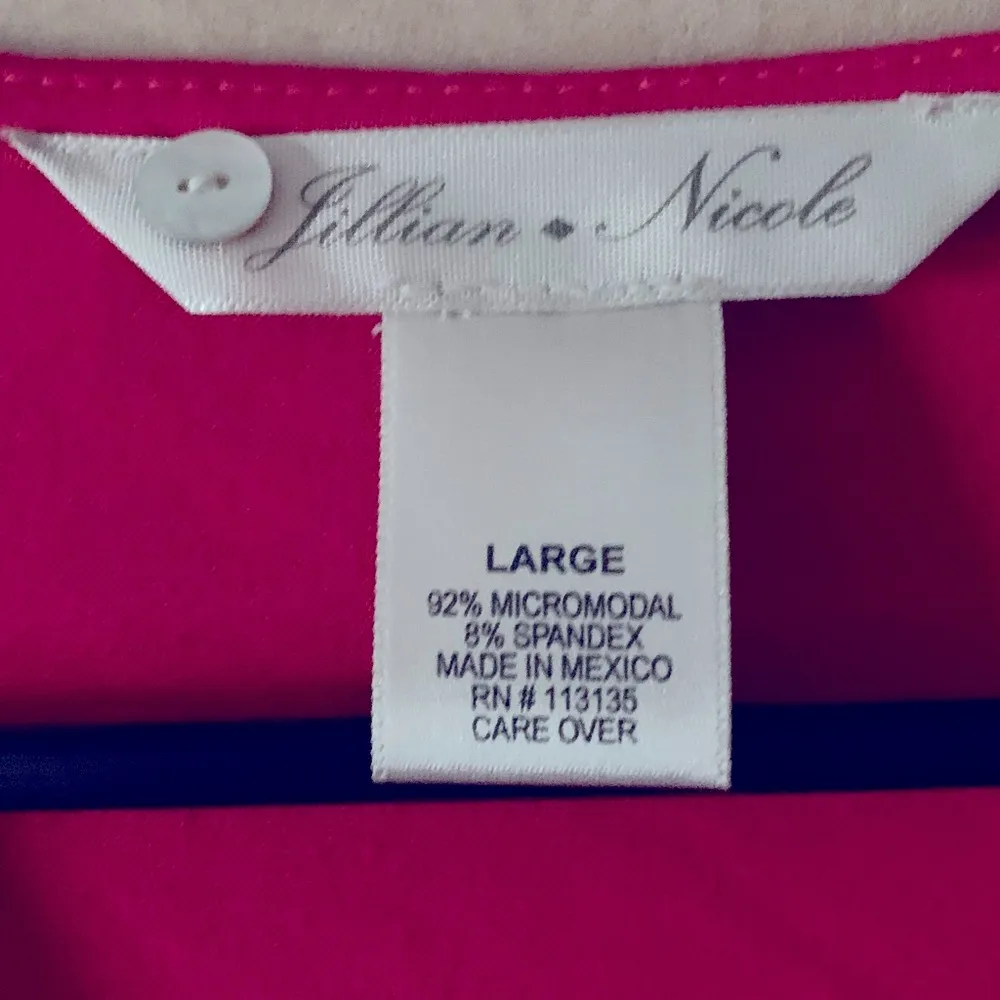 Jillian ◆ Nicole
LARGE
92% MICROMODAL
8% SPANDEX
MADE IN MEXICO
RN # 113135
CARE OVER